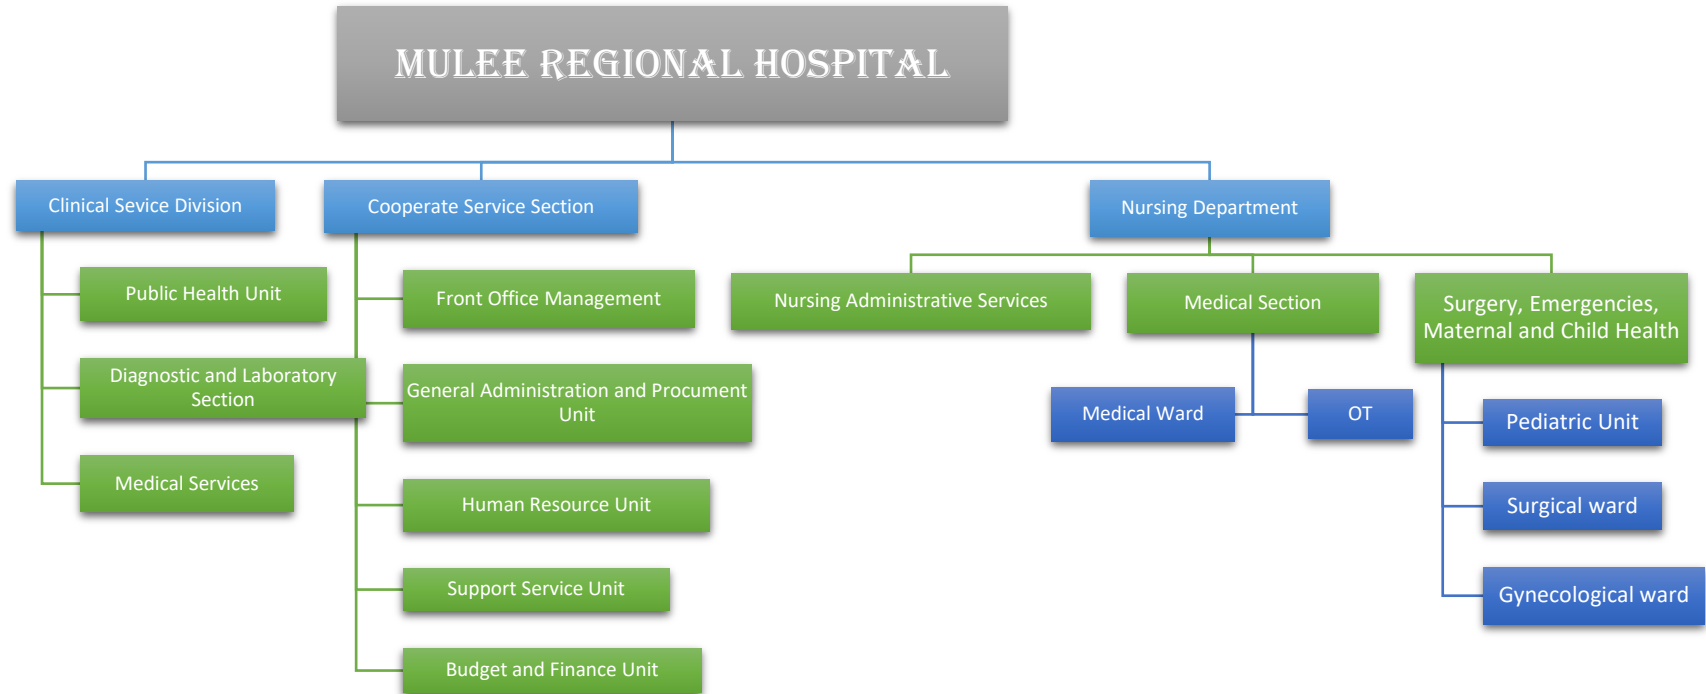 MULEE REGIONAL HOSPITAL
Clinical Sevice Division
Cooperate Service Section
Nursing Department
Public Health Unit
Diagnostic and Laboratory
Section
Medical Services
Front Office Management
General Administration and Procument
Unit
Human Resource Unit
Support Service Unit
Budget and Finance Unit
Nursing Administrative Services
Medical Section
Surgery, Emergencies,
Maternal and Child Health
Medical Ward
OT
Pediatric Unit
Surgical ward
Gynecological ward